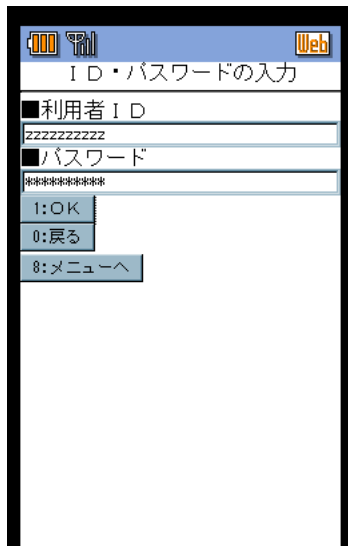 Web
ID・パスワードの入力
■利用者ID
zzzzzzzzzz
■パスワード
**********
1:OK
0:戻る
8:メニューへ